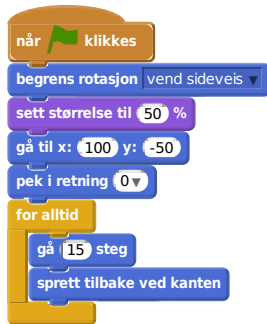 når klikkes
begrens rotasjon vend sideveis
sett størrelse til 50 %
gå til x: 100 y: -50
pek i retning 0
for alltid
gå 15 steg
sprett tilbake ved kanten